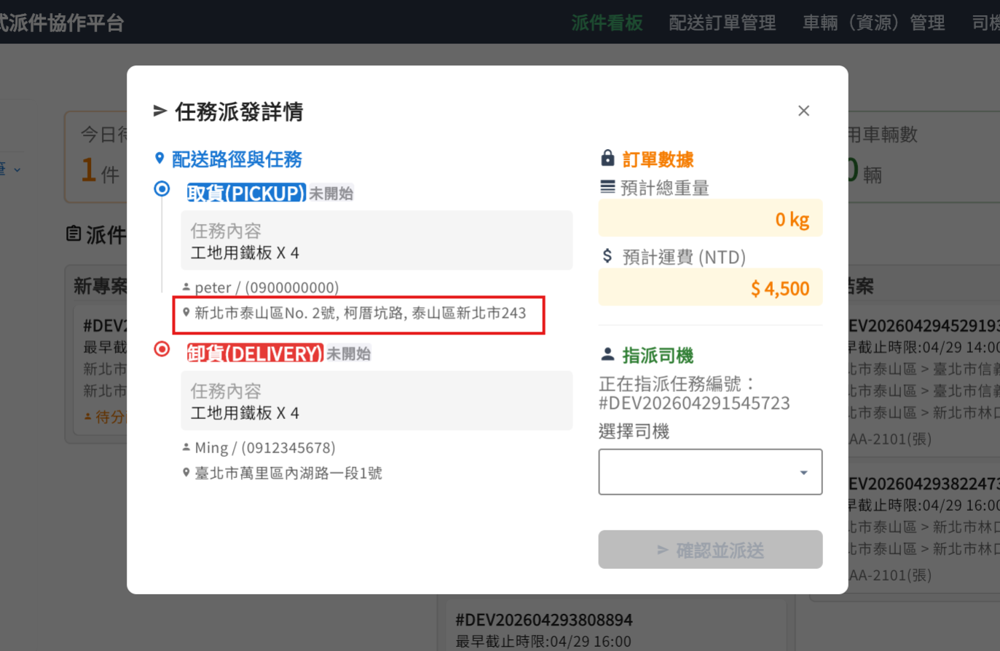 式派件協作平台
派件看板
配送訂單管理
車輛（資源）管理
司機
今日待
1 件
用車輛數
0 輛
派件
新專案
#DEV
最早截
新北市
新北市
待分
任務派發詳情
配送路徑與任務
取貨(PICKUP) 未開始
任務內容
工地用鐵板 X 4
peter / (0900000000)
新北市泰山區No. 2號, 柯厝坑路, 泰山區新北市243
卸貨(DELIVERY) 未開始
任務內容
工地用鐵板 X 4
Ming / (0912345678)
臺北市萬里區內湖路一段1號
訂單數據
預計總重量
0 kg
預計運費 (NTD)
$ 4,500
指派司機
正在指派任務編號：
#DEV202604291545723
選擇司機
確認並派送
結案
EV20260429452919
早截止時限:04/29 14:00
北市泰山區 > 臺北市信義
北市泰山區 > 臺北市信義
北市泰山區 > 新北市林口
AA-2101(張)
EV20260429382247
早截止時限:04/29 16:00
北市泰山區 > 新北市林口
北市泰山區 > 新北市林口
AA-2101(張)
#DEV202604293808894
最早截止時限:04/29 16:00